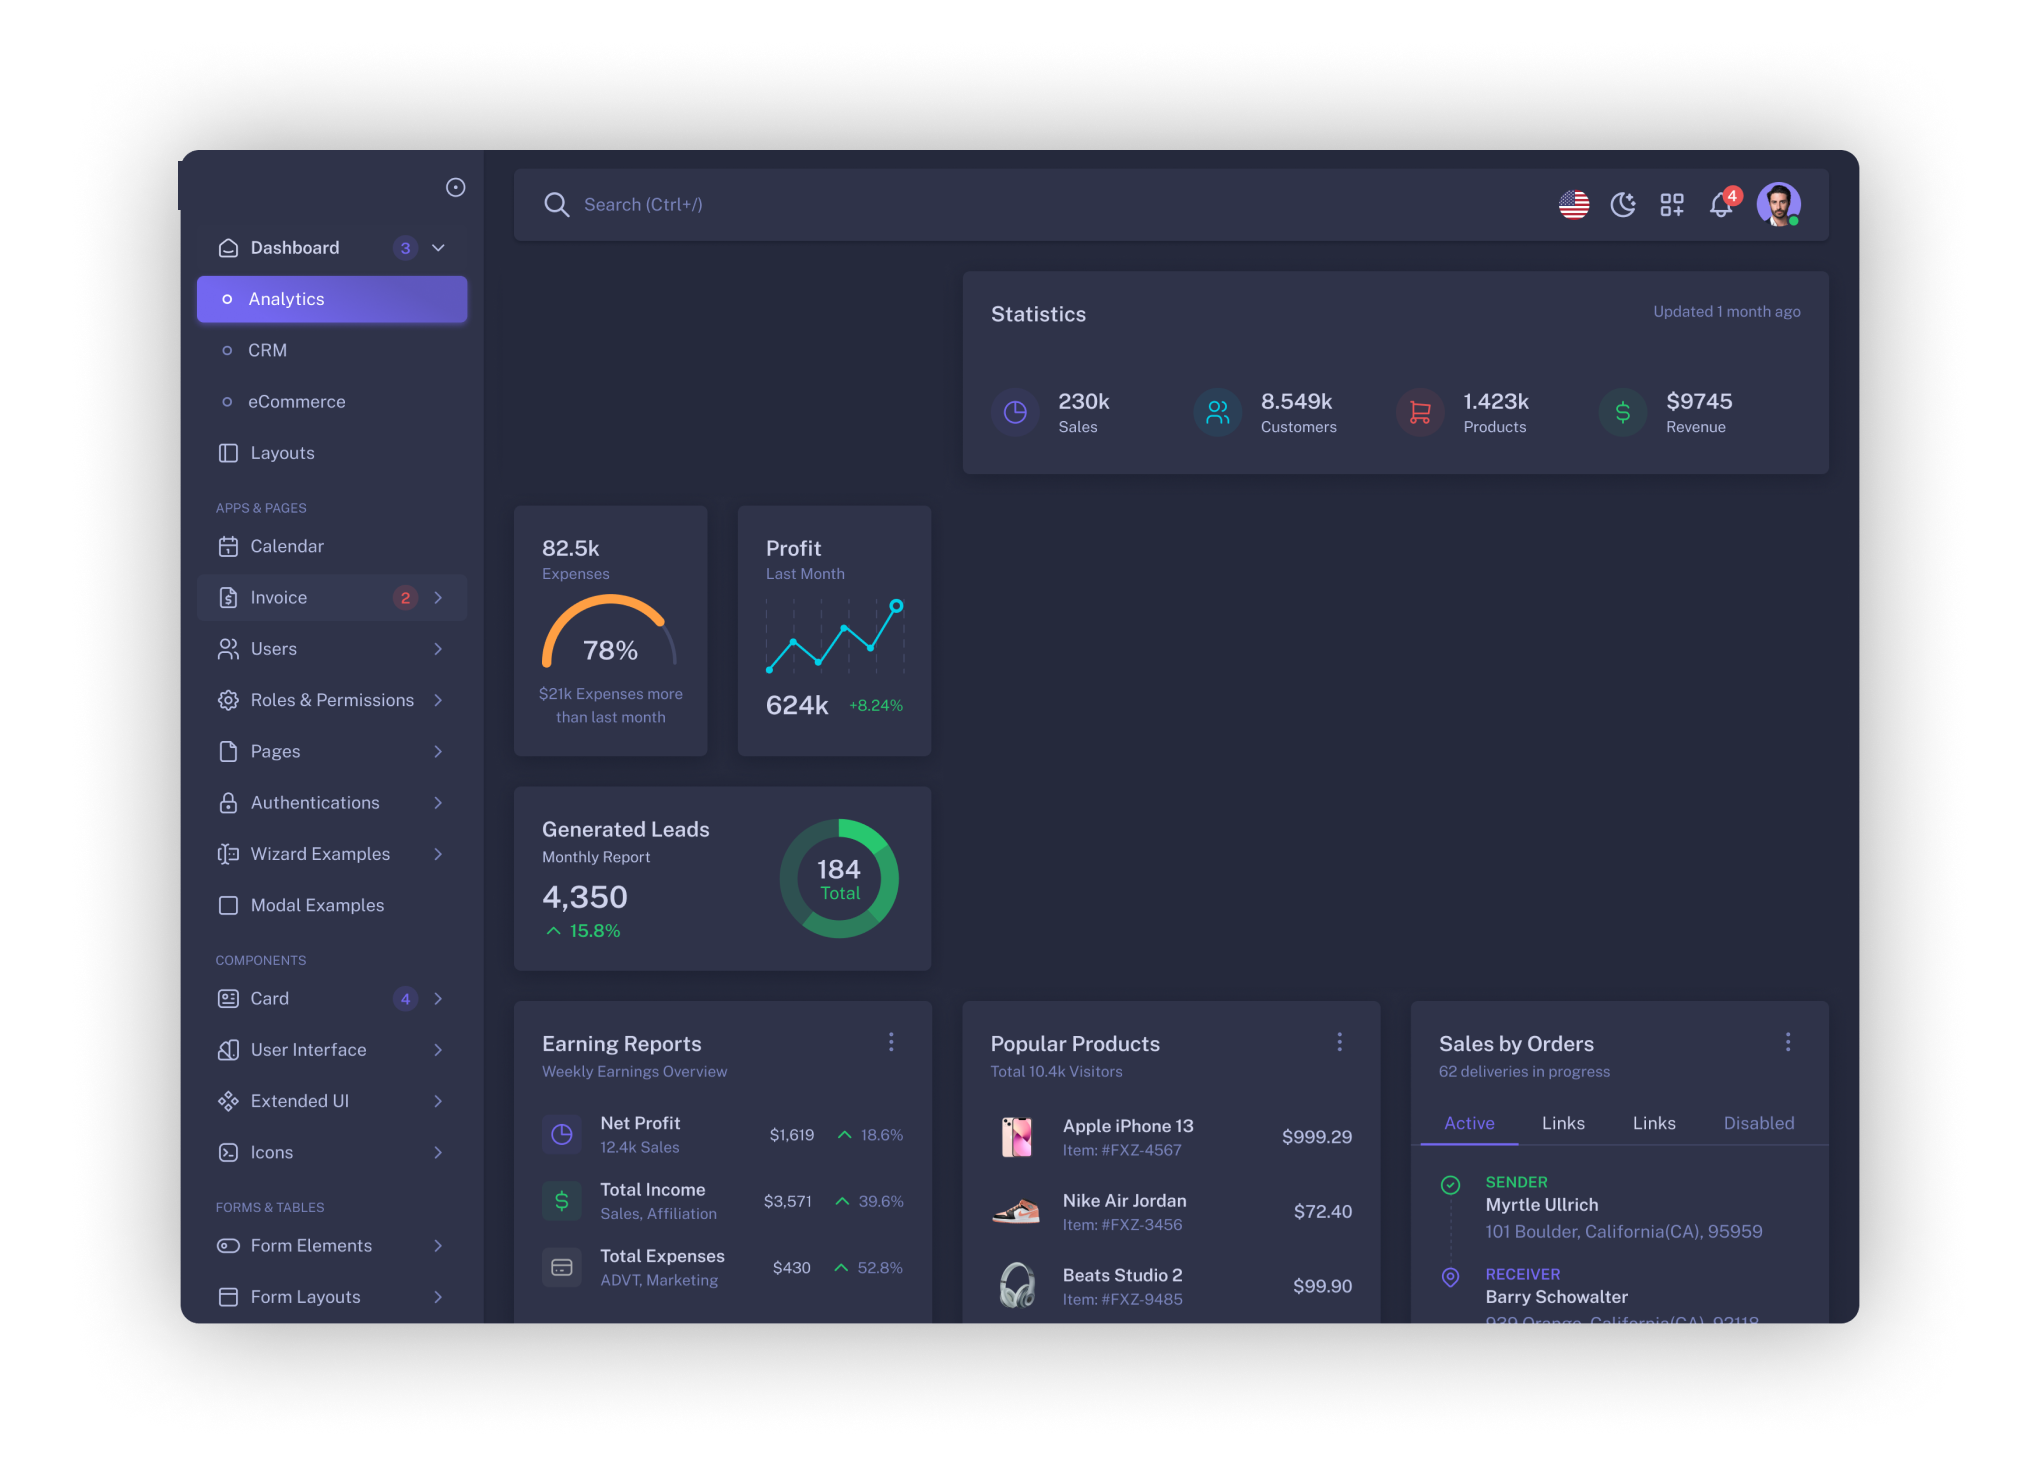 Dashboard 3
Analytics
CRM
eCommerce
Layouts
APPS & PAGES
Calendar
Invoice 2
Users
Roles & Permissions
Pages
Authentications
Wizard Examples
Modal Examples
COMPONENTS
Card 4
User Interface
Extended UI
Icons
FORMS & TABLES
Form Elements
Form Layouts
Search (Ctrl+/)
4
Statistics
Updated 1 month ago
230k
Sales
8.549k
Customers
1.423k
Products
$9745
Revenue
82.5k
Expenses
78%
$21k Expenses more
than last month
Profit
Last Month
624k +8.24%
Generated Leads
Monthly Report
4,350
15.8%
184
Total
Earning Reports
Weekly Earnings Overview
Net Profit
12.4k Sales
$1,619 18.6%
Total Income
Sales, Affiliation
$3,571 39.6%
Total Expenses
ADVT, Marketing
$430 52.8%
Popular Products
Total 10.4k Visitors
Apple iPhone 13
Item: #FXZ-4567
$999.29
Nike Air Jordan
Item: #FXZ-3456
$72.40
Beats Studio 2
Item: #FXZ-9485
$99.90
Sales by Orders
62 deliveries in progress
Active Links Links Disabled
SENDER
Myrtle Ullrich
101 Boulder, California(CA), 95959
RECEIVER
Barry Schowalter
939 Orange, California(CA), 92118